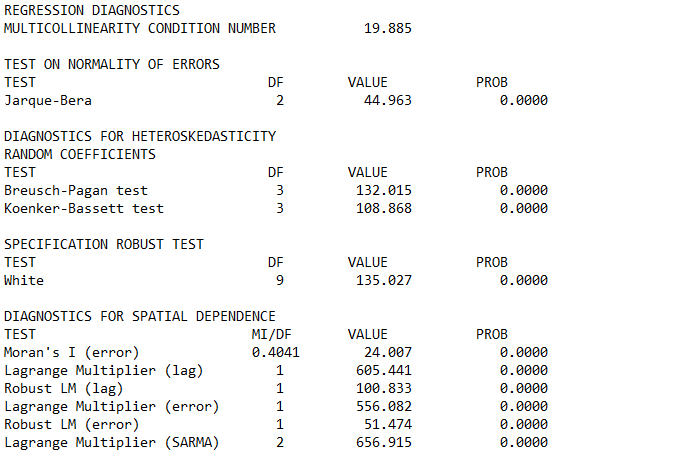 REGRESSION DIAGNOSTICS
MULTICOLLINEARITY CONDITION NUMBER 19.885
TEST ON NORMALITY OF ERRORS
TEST DF VALUE PROB
Jarque-Bera 2 44.963 0.0000
DIAGNOSTICS FOR HETEROSKEDASTICITY
RANDOM COEFFICIENTS
TEST DF VALUE PROB
Breusch-Pagan test 3 132.015 0.0000
Koenker-Bassett test 3 108.868 0.0000
SPECIFICATION ROBUST TEST
TEST DF VALUE PROB
White 9 135.027 0.0000
DIAGNOSTICS FOR SPATIAL DEPENDENCE
TEST MI/DF VALUE PROB
Moran's I (error) 0.4041 24.007 0.0000
Lagrange Multiplier (lag) 1 605.441 0.0000
Robust LM (lag) 1 100.833 0.0000
Lagrange Multiplier (error) 1 556.082 0.0000
Robust LM (error) 1 51.474 0.0000
Lagrange Multiplier (SARMA) 2 656.915 0.0000